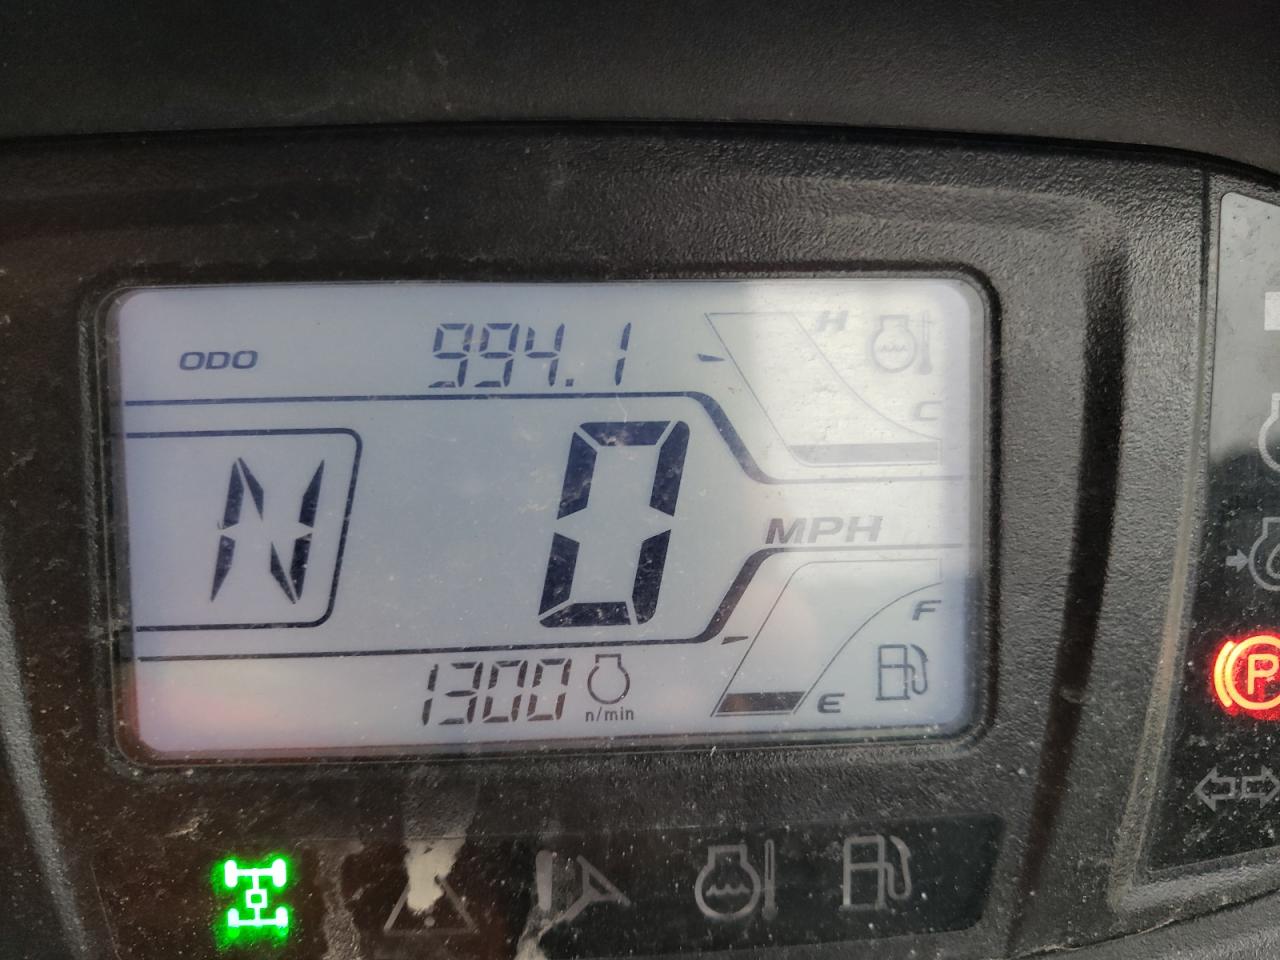 ODO 994.1
H
C
N 0 MPH
F
1300 n/min
E
P